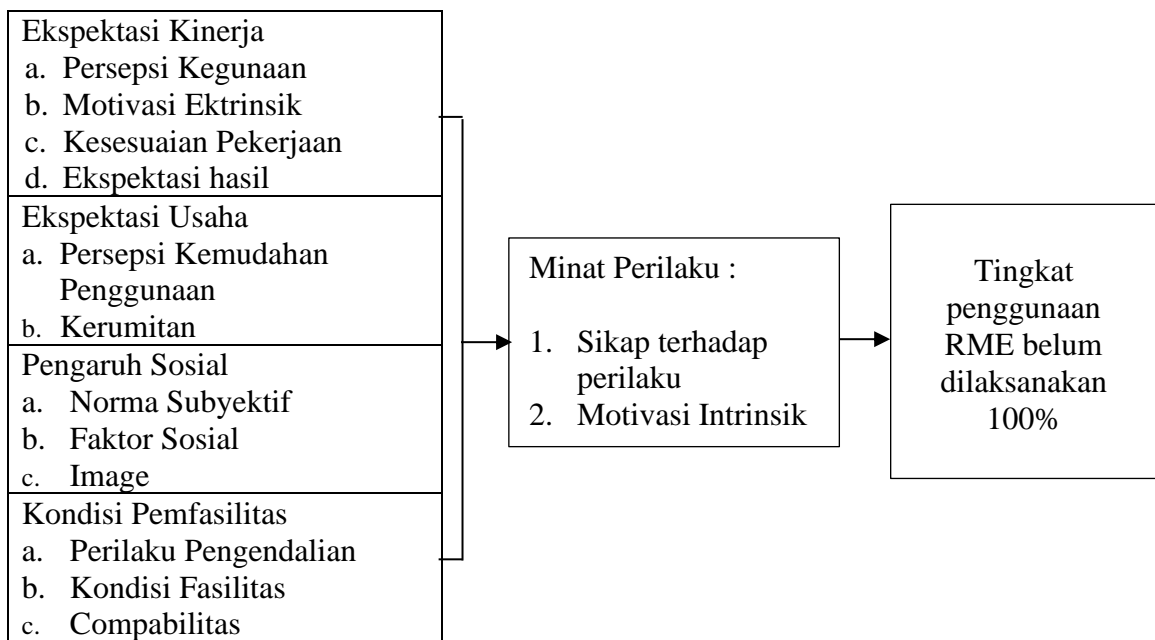 Ekspektasi Kinerja
a. Persepsi Kegunaan
b. Motivasi Ektrinsik
c. Kesesuaian Pekerjaan
d. Ekspektasi hasil
Ekspektasi Usaha
a. Persepsi Kemudahan
Penggunaan
b. Kerumitan
Pengaruh Sosial
a. Norma Subyektif
b. Faktor Sosial
c. Image
Kondisi Pemfasilitas
a. Perilaku Pengendalian
b. Kondisi Fasilitas
c. Compabilitas
Minat Perilaku :
1. Sikap terhadap
perilaku
2. Motivasi Intrinsik
Tingkat
penggunaan
RME belum
dilaksanakan
100%